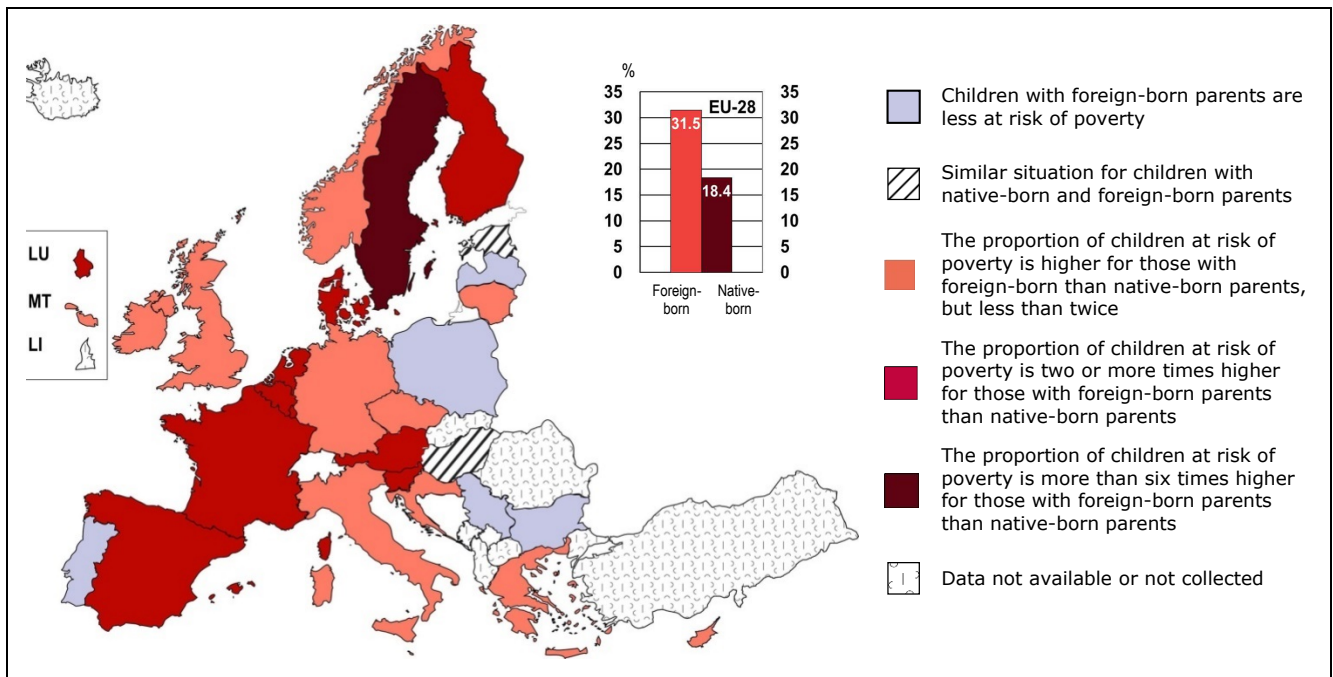 LU
MT
LI
%
35
30
25
20
15
10
5
0
EU-28
31.5
18.4
35
30
25
20
15
10
5
0
Foreign-
born
Native-
born
Children with foreign-born parents are
less at risk of poverty
Similar situation for children with
native-born and foreign-born parents
The proportion of children at risk of
poverty is higher for those with
foreign-born than native-born parents,
but less than twice
The proportion of children at risk of
poverty is two or more times higher
for those with foreign-born parents
than native-born parents
The proportion of children at risk of
poverty is more than six times higher
for those with foreign-born parents
than native-born parents
Data not available or not collected